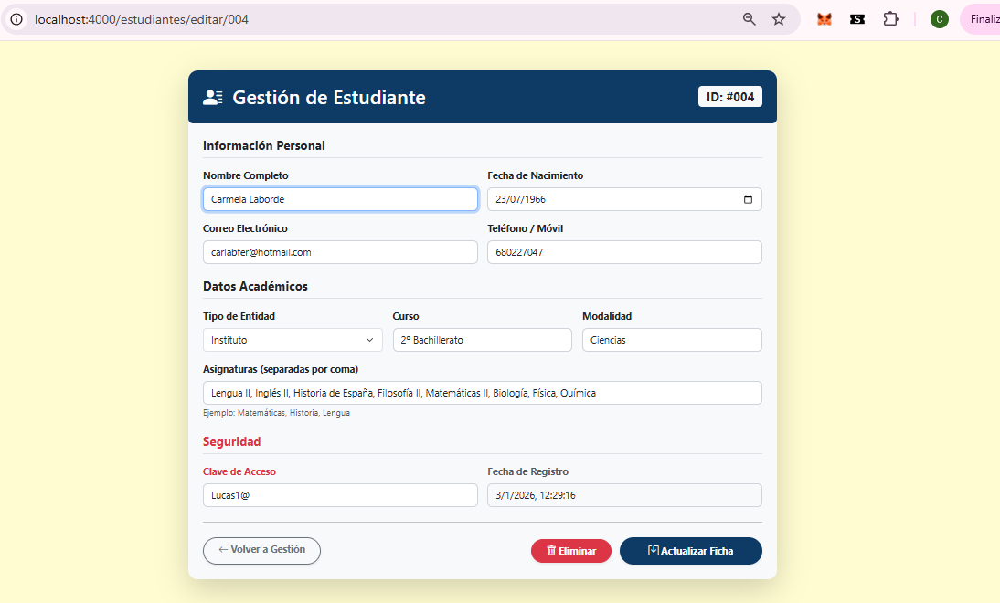 localhost:4000/estudiantes/editar/004
S
C
Finaliz
Gestión de Estudiante
ID: #004
Información Personal
Nombre Completo
Fecha de Nacimiento
Carmela Laborde
23/07/1966
Correo Electrónico
Teléfono / Móvil
carlabfer@hotmail.com
680227047
Datos Académicos
Tipo de Entidad
Curso
Modalidad
Instituto
2º Bachillerato
Ciencias
Asignaturas (separadas por coma)
Lengua II, Inglés II, Historia de España, Filosofía II, Matemáticas II, Biología, Física, Química
Ejemplo: Matemáticas, Historia, Lengua
Seguridad
Clave de Acceso
Fecha de Registro
Lucas1@
3/1/2026, 12:29:16
← Volver a Gestión
Eliminar
Actualizar Ficha